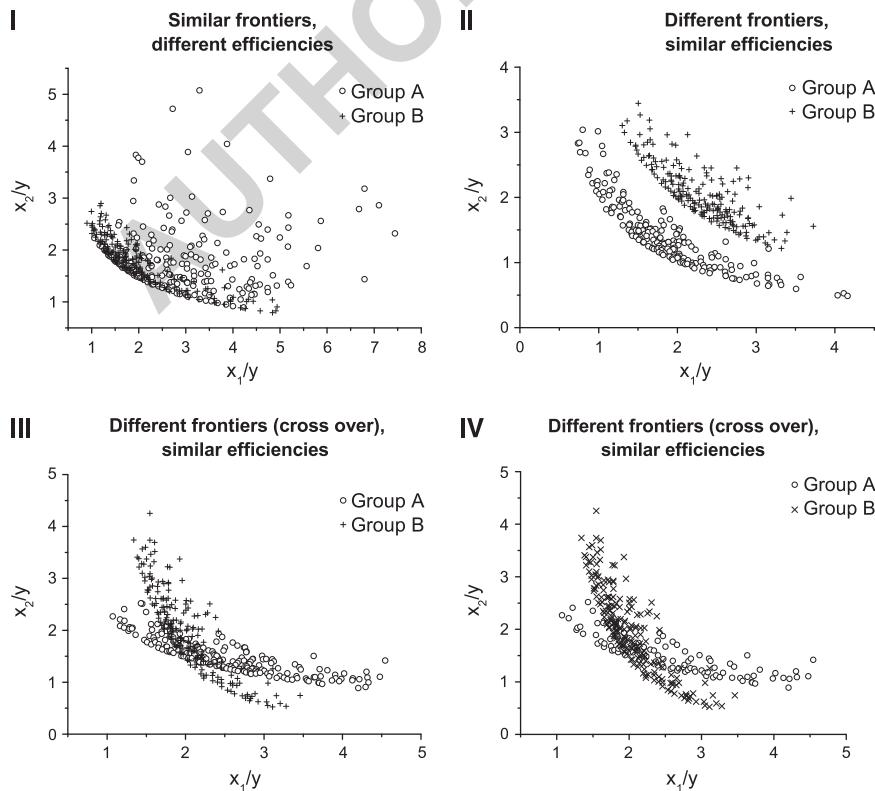 I
Similar frontiers,
different efficiencies
Group A
Group B
5
4
3
2
1
x2/y
1 2 3 4 5 6 7 8
x1/y
II
Different frontiers,
similar efficiencies
Group A
Group B
4
3
2
1
0
x2/y
0 1 2 3 4
x1/y
III
Different frontiers (cross over),
similar efficiencies
Group A
Group B
5
4
3
2
1
0
x2/y
1 2 3 4 5
x1/y
IV
Different frontiers (cross over),
similar efficiencies
Group A
Group B
5
4
3
2
1
0
x2/y
1 2 3 4 5
x1/y
AUTHO